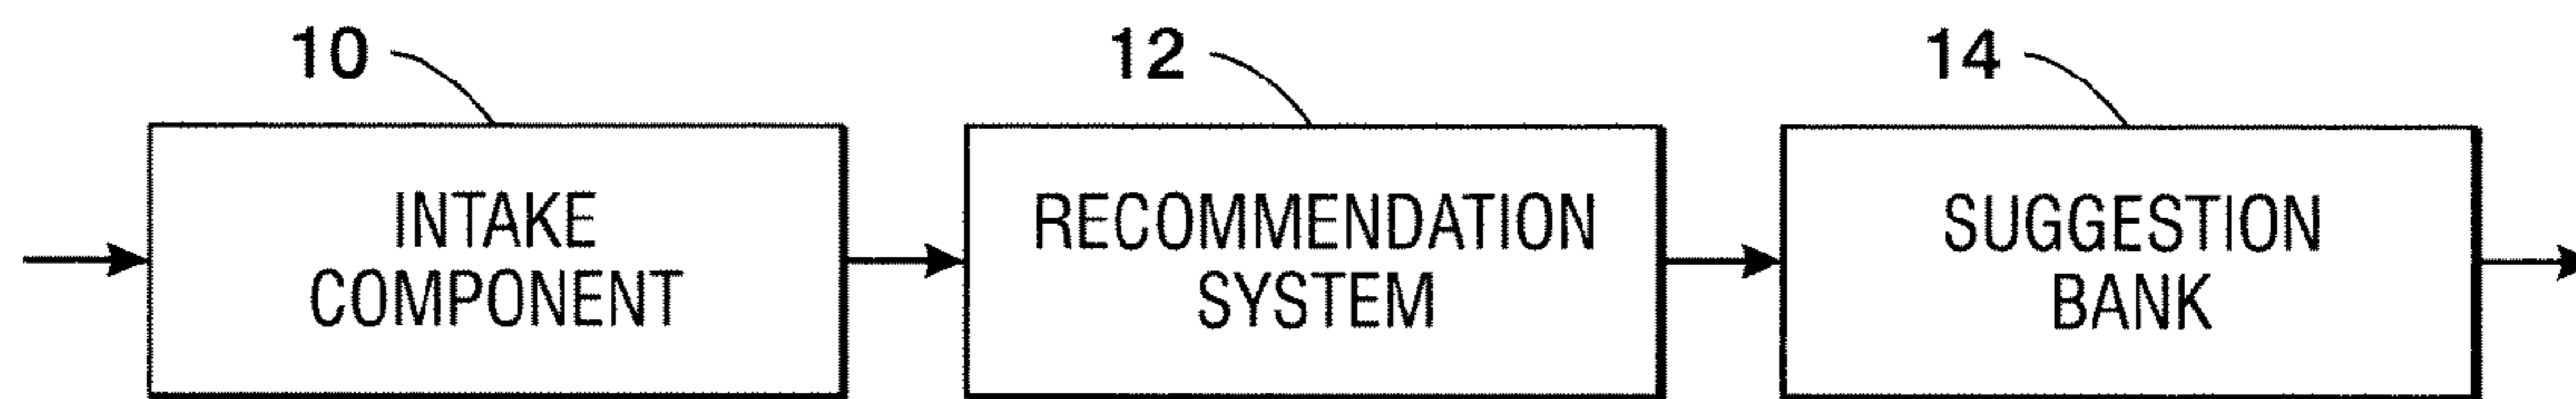 10
12
14
INTAKE
COMPONENT
RECOMMENDATION
SYSTEM
SUGGESTION
BANK